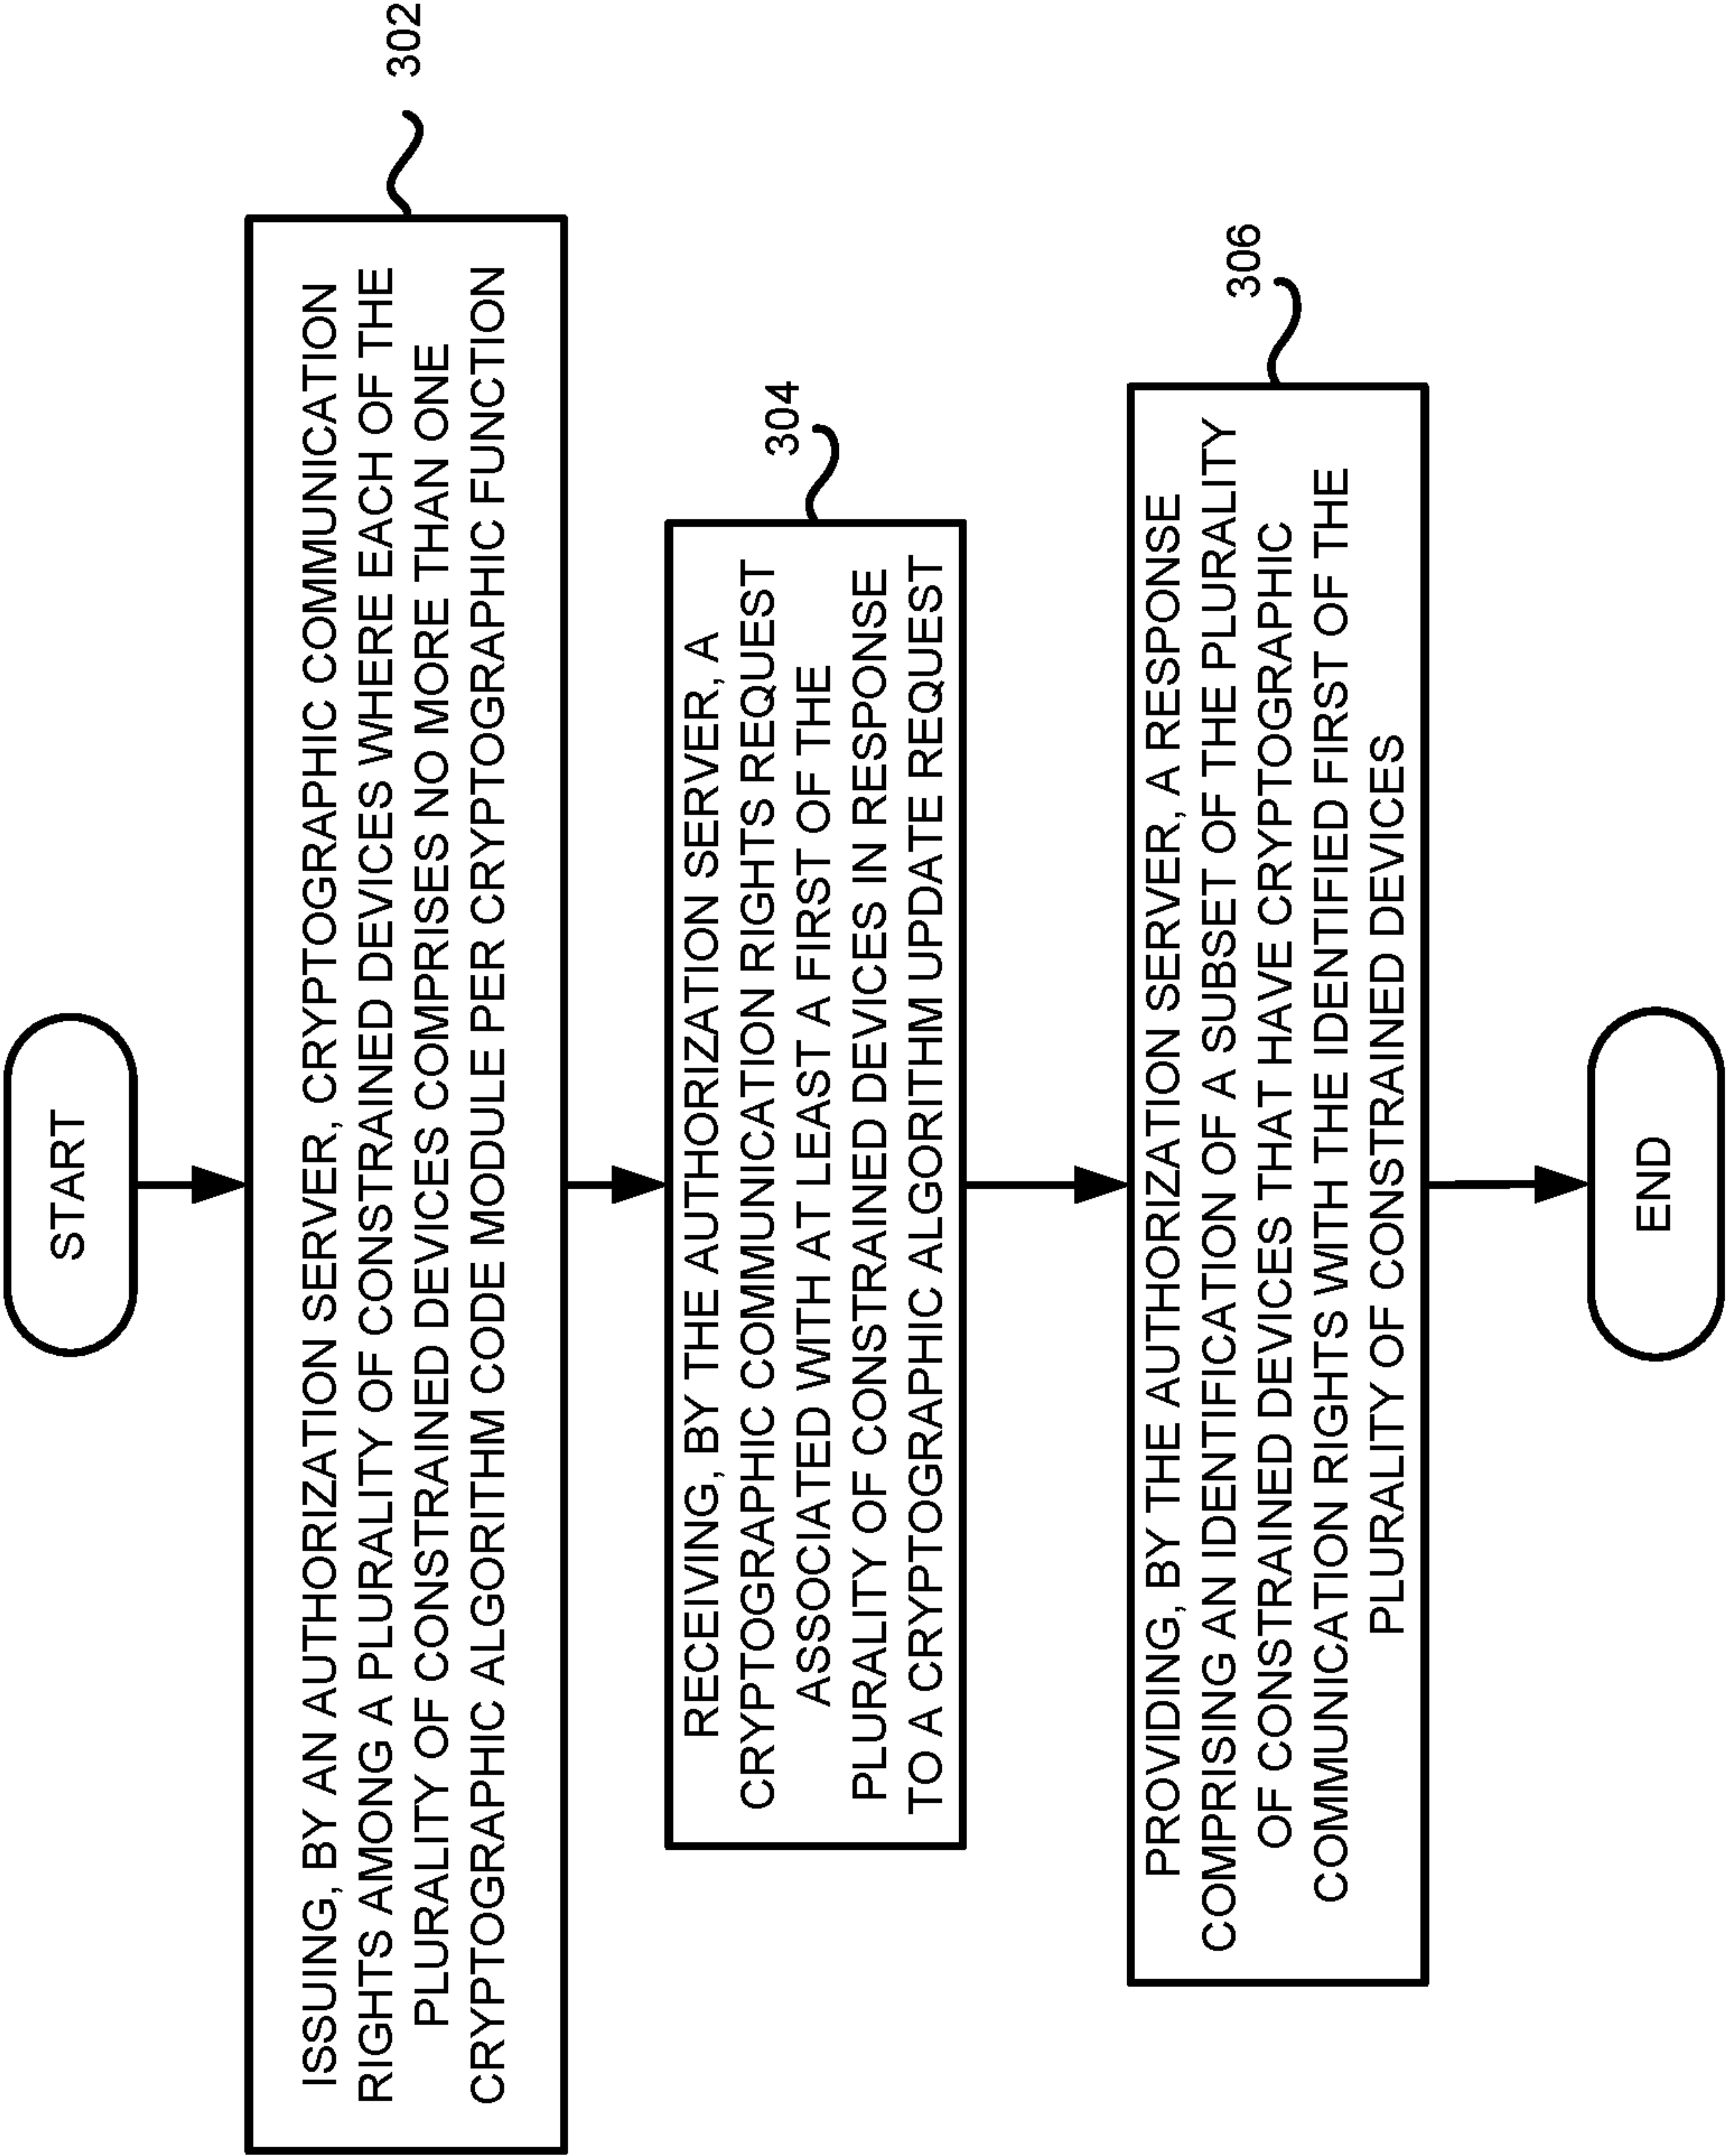 START
ISSUING, BY AN AUTHORIZATION SERVER, CRYPTOGRAPHIC COMMUNICATION
RIGHTS AMONG A PLURALITY OF CONSTRAINED DEVICES WHERE EACH OF THE
PLURALITY OF CONSTRAINED DEVICES COMPRISES NO MORE THAN ONE
CRYPTOGRAPHIC ALGORITHM CODE MODULE PER CRYPTOGRAPHIC FUNCTION
302
RECEIVING, BY THE AUTHORIZATION SERVER, A
CRYPTOGRAPHIC COMMUNICATION RIGHTS REQUEST
ASSOCIATED WITH AT LEAST A FIRST OF THE
PLURALITY OF CONSTRAINED DEVICES IN RESPONSE
TO A CRYPTOGRAPHIC ALGORITHM UPDATE REQUEST
304
PROVIDING, BY THE AUTHORIZATION SERVER, A RESPONSE
COMPRISING AN IDENTIFICATION OF A SUBSET OF THE PLURALITY
OF CONSTRAINED DEVICES THAT HAVE CRYPTOGRAPHIC
COMMUNICATION RIGHTS WITH THE IDENTIFIED FIRST OF THE
PLURALITY OF CONSTRAINED DEVICES
306
END